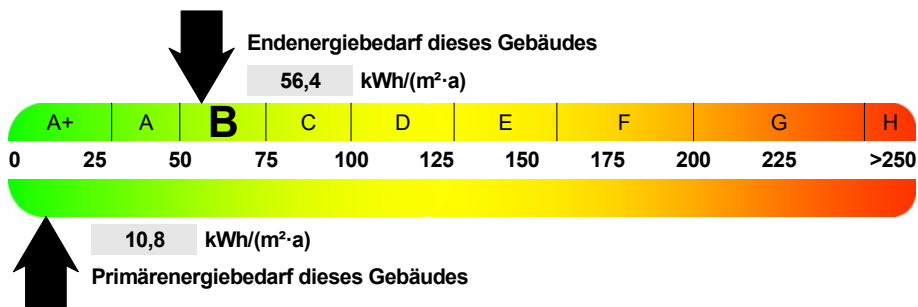 Endenergiebedarf dieses Gebäudes
56,4 kWh/(m²·a)
A+ A B C D E F G H
0 25 50 75 100 125 150 175 200 225 >250
10,8 kWh/(m²·a)
Primärenergiebedarf dieses Gebäudes